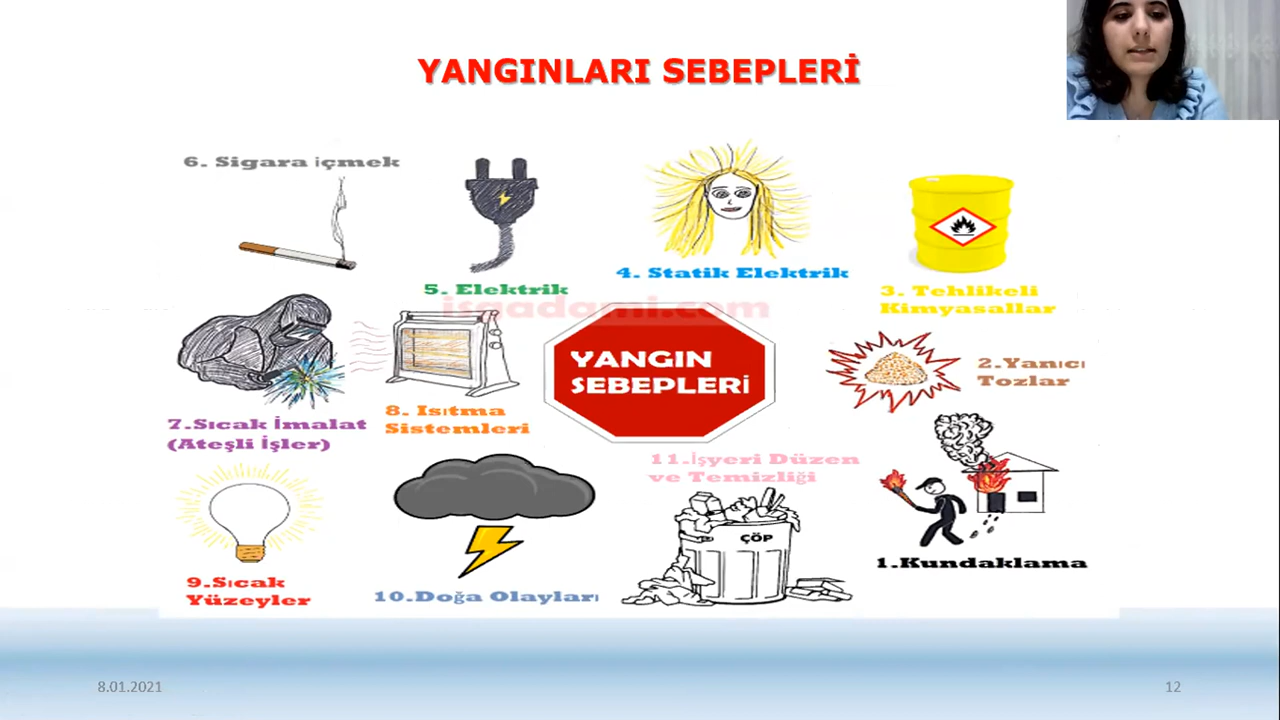 YANGINLARI SEBEPLERİ
6. Sigara içmek
5. Elektrik
4. Statik Elektrik
3. Tehlikeli
Kimyasallar
isgadami.com
YANGIN
SEBEPLERİ
2.Yanıcı
Tozlar
7.Sıcak İmalat
(Ateşli İşler)
8. Isıtma
Sistemleri
11.İşyeri Düzen
ve Temizliği
ÇÖP
1.Kundaklama
9.Sıcak
Yüzeyler
10.Doğa Olayları
8.01.2021
12